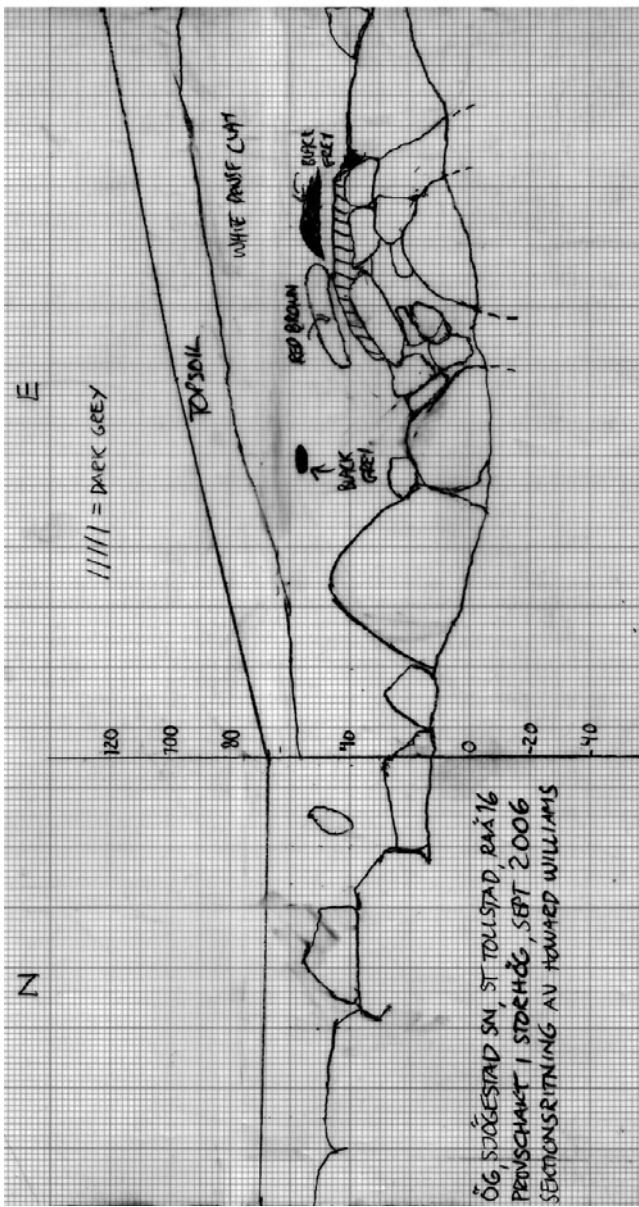 N
E
///// = DARK GREY
TOPSOIL
WHITE DENSE CLAY
RED BROWN
BLACK
GREY
BLACK
GREY
120
100
80
40
0
-20
-40
ÖG, SJÖGESTAD SN, ST TOLLSTAD, RAÄ 16
PROVSCHAKT I STORHÖG, SEPT 2006
SEKTIONSRITNING AV HOWARD WILLIAMS